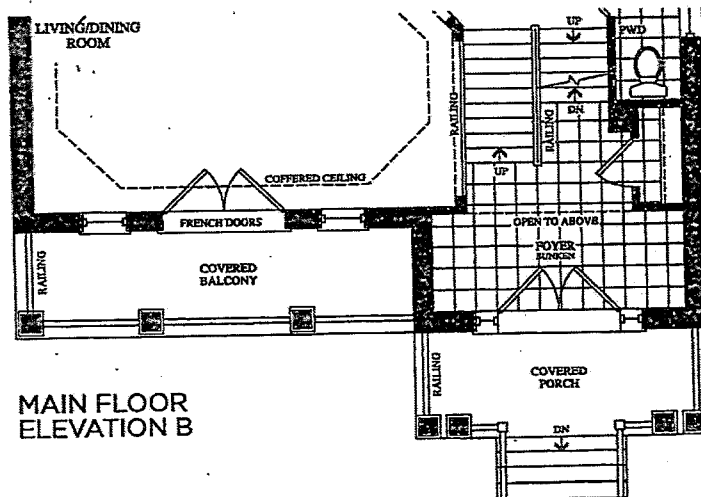 LIVING/DINING
ROOM
UP
PWD
RAILING
DN
RAILING
UP
COFFERED CEILING
FRENCH DOORS
OPEN TO ABOVE
FOYER
SUNKEN
COVERED
BALCONY
RAILING
COVERED
PORCH
RAILING
DN
MAIN FLOOR
ELEVATION B